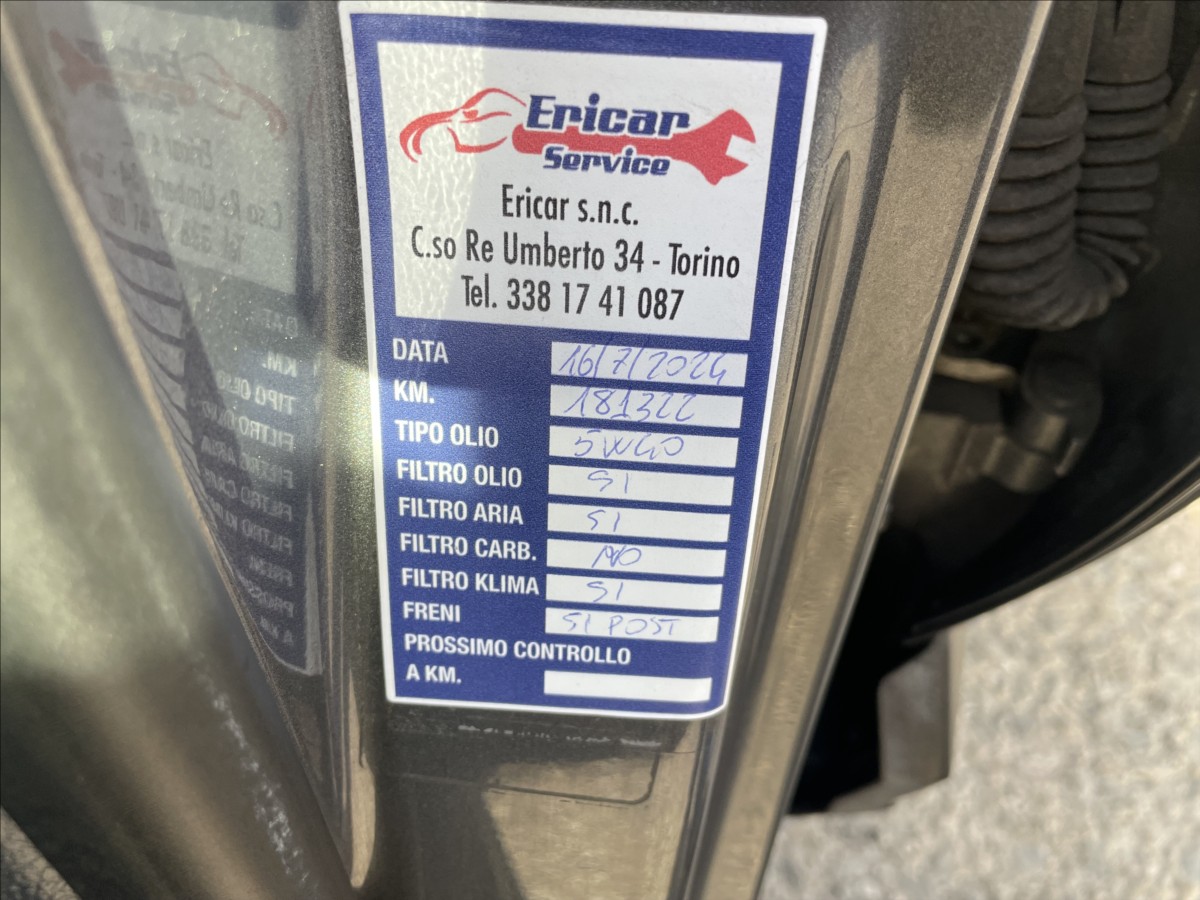 Ericar
Service
Ericar s.n.c.
C.so Re Umberto 34 - Torino
Tel. 338 17 41 087
DATA 16/7/2024
KM. 181322
TIPO OLIO 5W40
FILTRO OLIO SI
FILTRO ARIA SI
FILTRO CARB. NO
FILTRO KLIMA SI
FRENI SI POST
PROSSIMO CONTROLLO
A KM.